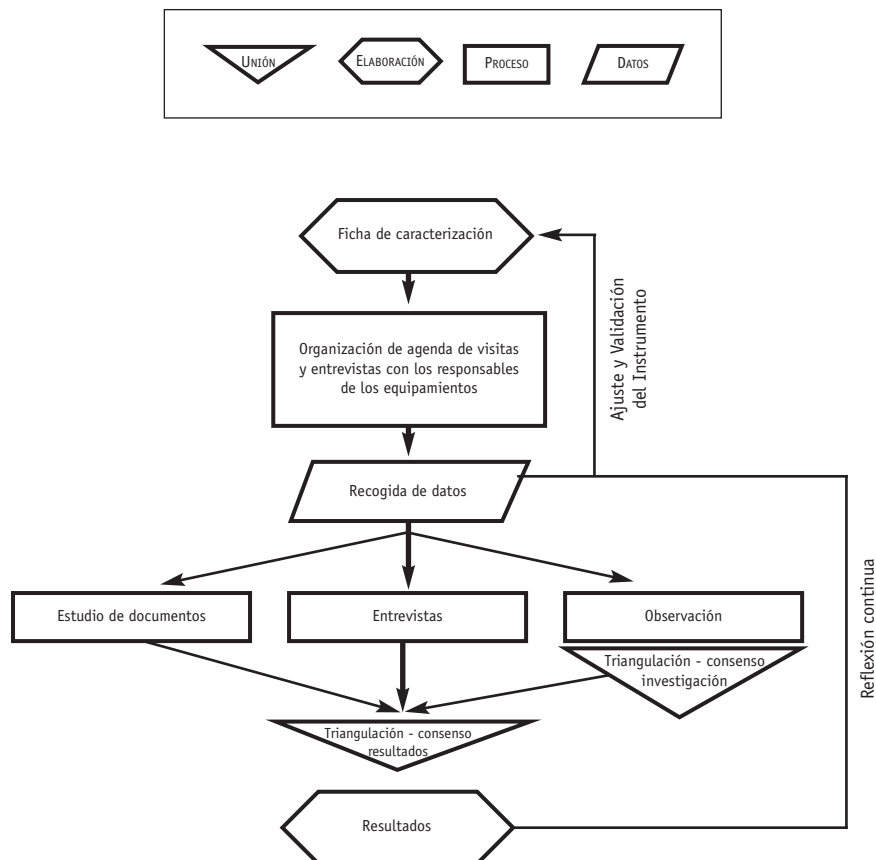 UNIÓN
ELABORACIÓN
PROCESO
DATOS
Ficha de caracterización
Organización de agenda de visitas
y entrevistas con los responsables
de los equipamientos
Ajuste y Validación
del Instrumento
Recogida de datos
Estudio de documentos
Entrevistas
Observación
Triangulación - consenso
investigación
Triangulación - consenso
resultados
Reflexión continua
Resultados